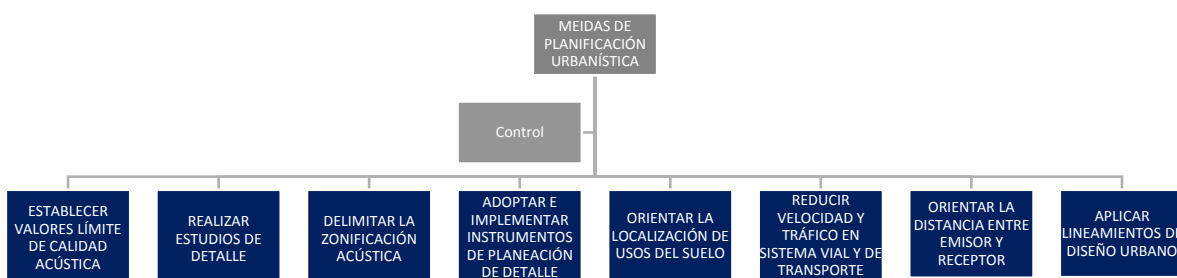 MEIDAS DE
PLANIFICACIÓN
URBANÍSTICA
Control
ESTABLECER
VALORES LÍMITE
DE CALIDAD
ACÚSTICA
REALIZAR
ESTUDIOS DE
DETALLE
DELIMITAR LA
ZONIFICACIÓN
ACÚSTICA
ADOPTAR E
IMPLEMENTAR
INSTRUMENTOS
DE PLANEACIÓN
DE DETALLE
ORIENTAR LA
LOCALIZACIÓN DE
USOS DEL SUELO
REDUCIR
VELOCIDAD Y
TRÁFICO EN
SISTEMA VIAL Y DE
TRANSPORTE
ORIENTAR LA
DISTANCIA ENTRE
EMISOR Y
RECEPTOR
APLICAR
LINEAMIENTOS DE
DISEÑO URBANO